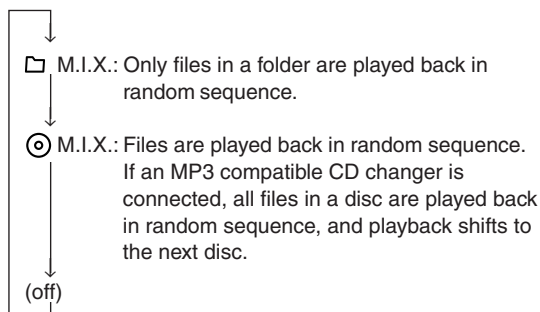 M.I.X.: Only files in a folder are played back in
random sequence.
M.I.X.: Files are played back in random sequence.
If an MP3 compatible CD changer is
connected, all files in a disc are played back
in random sequence, and playback shifts to
the next disc.
(off)